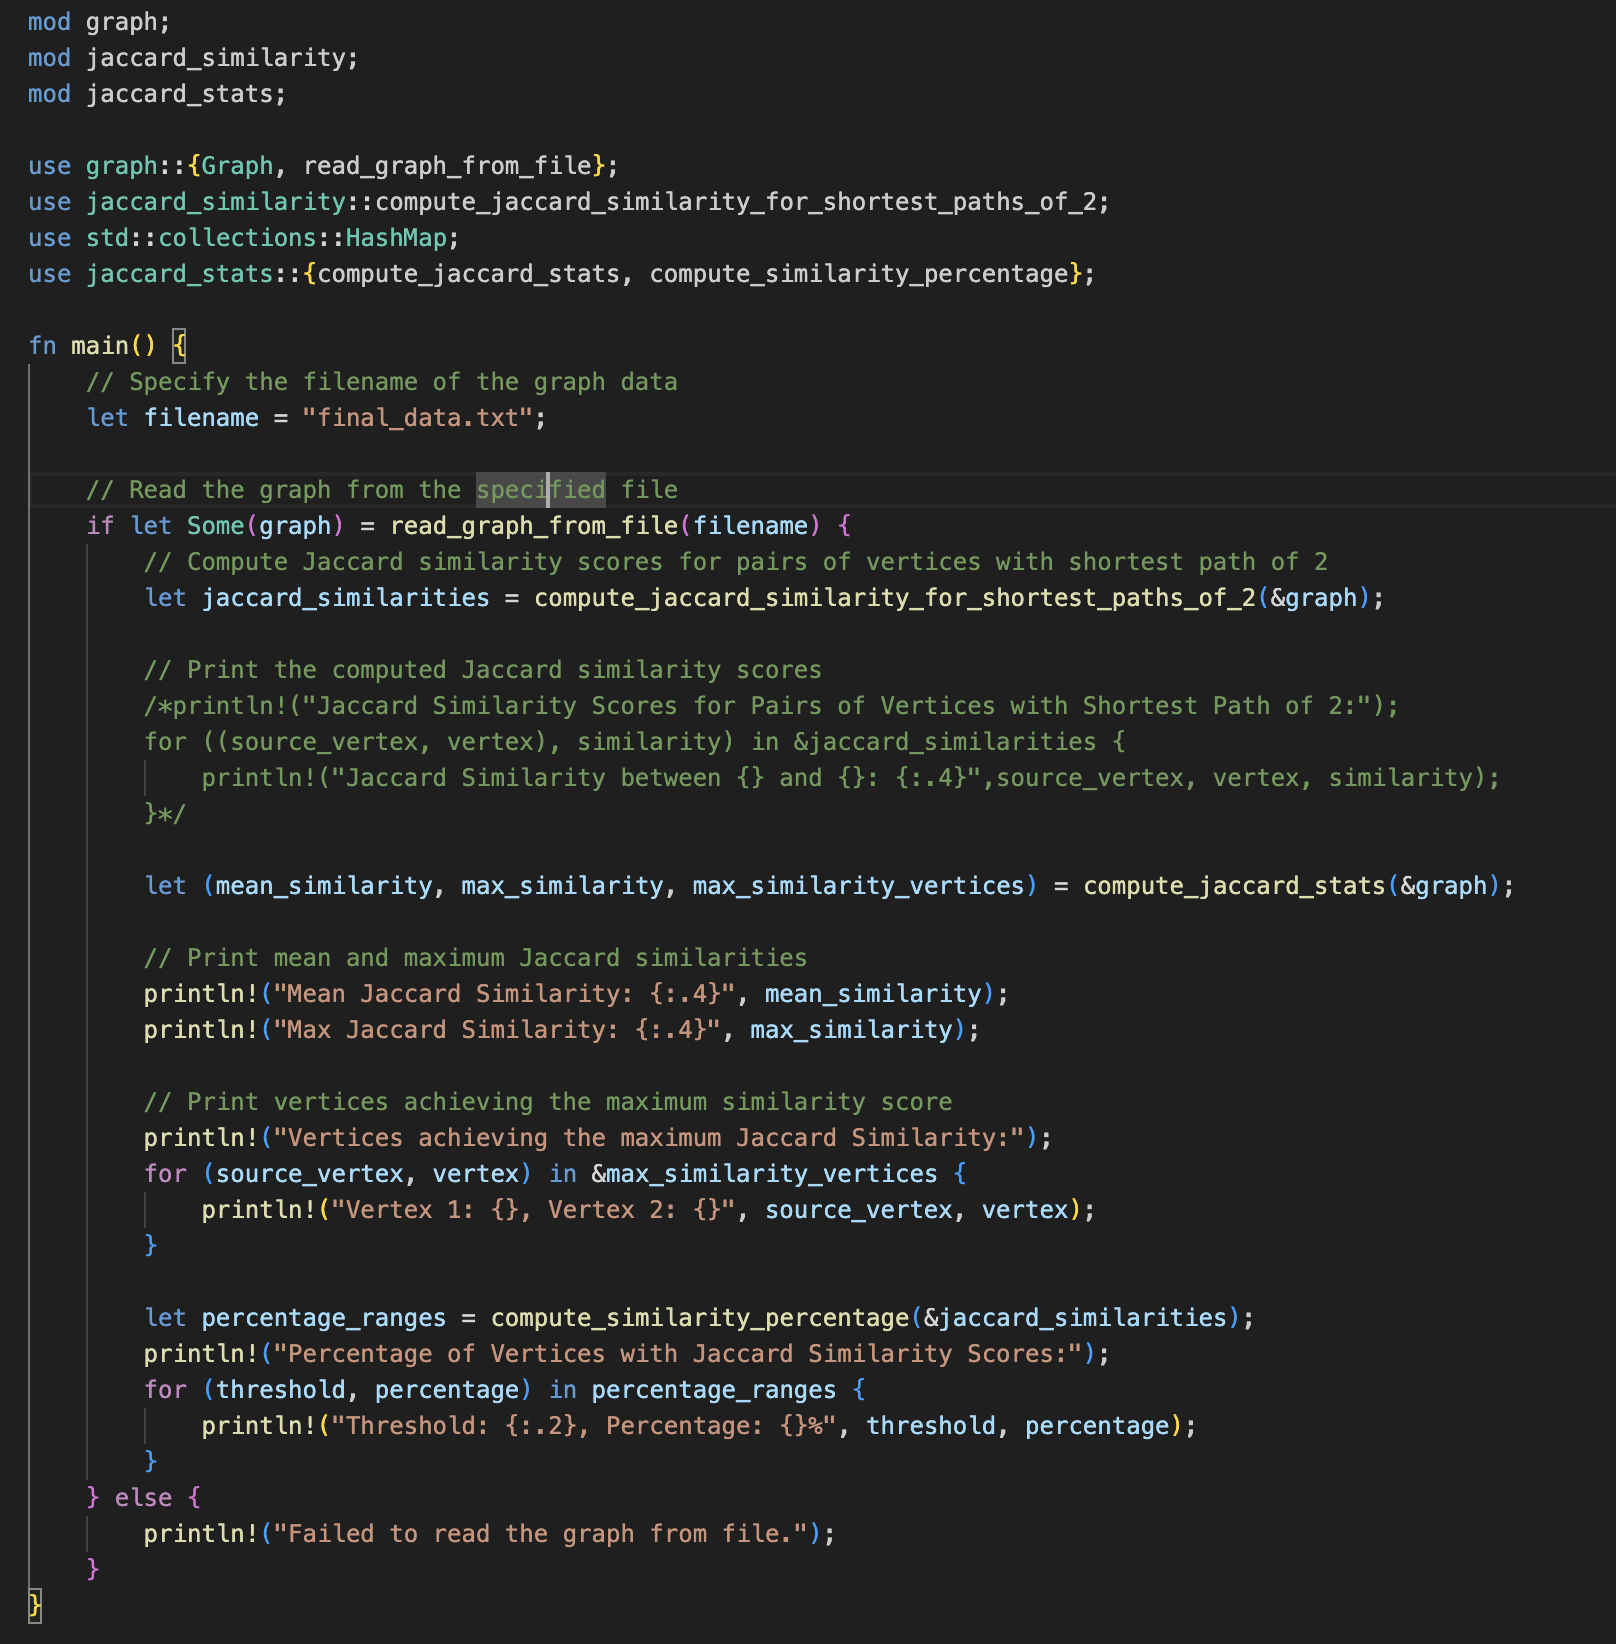 mod graph;
mod jaccard_similarity;
mod jaccard_stats;

use graph::{Graph, read_graph_from_file};
use jaccard_similarity::compute_jaccard_similarity_for_shortest_paths_of_2;
use std::collections::HashMap;
use jaccard_stats::{compute_jaccard_stats, compute_similarity_percentage};

fn main() {
    // Specify the filename of the graph data
    let filename = "final_data.txt";

    // Read the graph from the specified file
    if let Some(graph) = read_graph_from_file(filename) {
        // Compute Jaccard similarity scores for pairs of vertices with shortest path of 2
        let jaccard_similarities = compute_jaccard_similarity_for_shortest_paths_of_2(&graph);

        // Print the computed Jaccard similarity scores
        /*println!("Jaccard Similarity Scores for Pairs of Vertices with Shortest Path of 2:");
        for ((source_vertex, vertex), similarity) in &jaccard_similarities {
            println!("Jaccard Similarity between {} and {}: {:.4}",source_vertex, vertex, similarity);
        }*/

        let (mean_similarity, max_similarity, max_similarity_vertices) = compute_jaccard_stats(&graph);

        // Print mean and maximum Jaccard similarities
        println!("Mean Jaccard Similarity: {:.4}", mean_similarity);
        println!("Max Jaccard Similarity: {:.4}", max_similarity);

        // Print vertices achieving the maximum similarity score
        println!("Vertices achieving the maximum Jaccard Similarity:");
        for (source_vertex, vertex) in &max_similarity_vertices {
            println!("Vertex 1: {}, Vertex 2: {}", source_vertex, vertex);
        }

        let percentage_ranges = compute_similarity_percentage(&jaccard_similarities);
        println!("Percentage of Vertices with Jaccard Similarity Scores:");
        for (threshold, percentage) in percentage_ranges {
            println!("Threshold: {:.2}, Percentage: {}%", threshold, percentage);
        }
    } else {
        println!("Failed to read the graph from file.");
    }
}